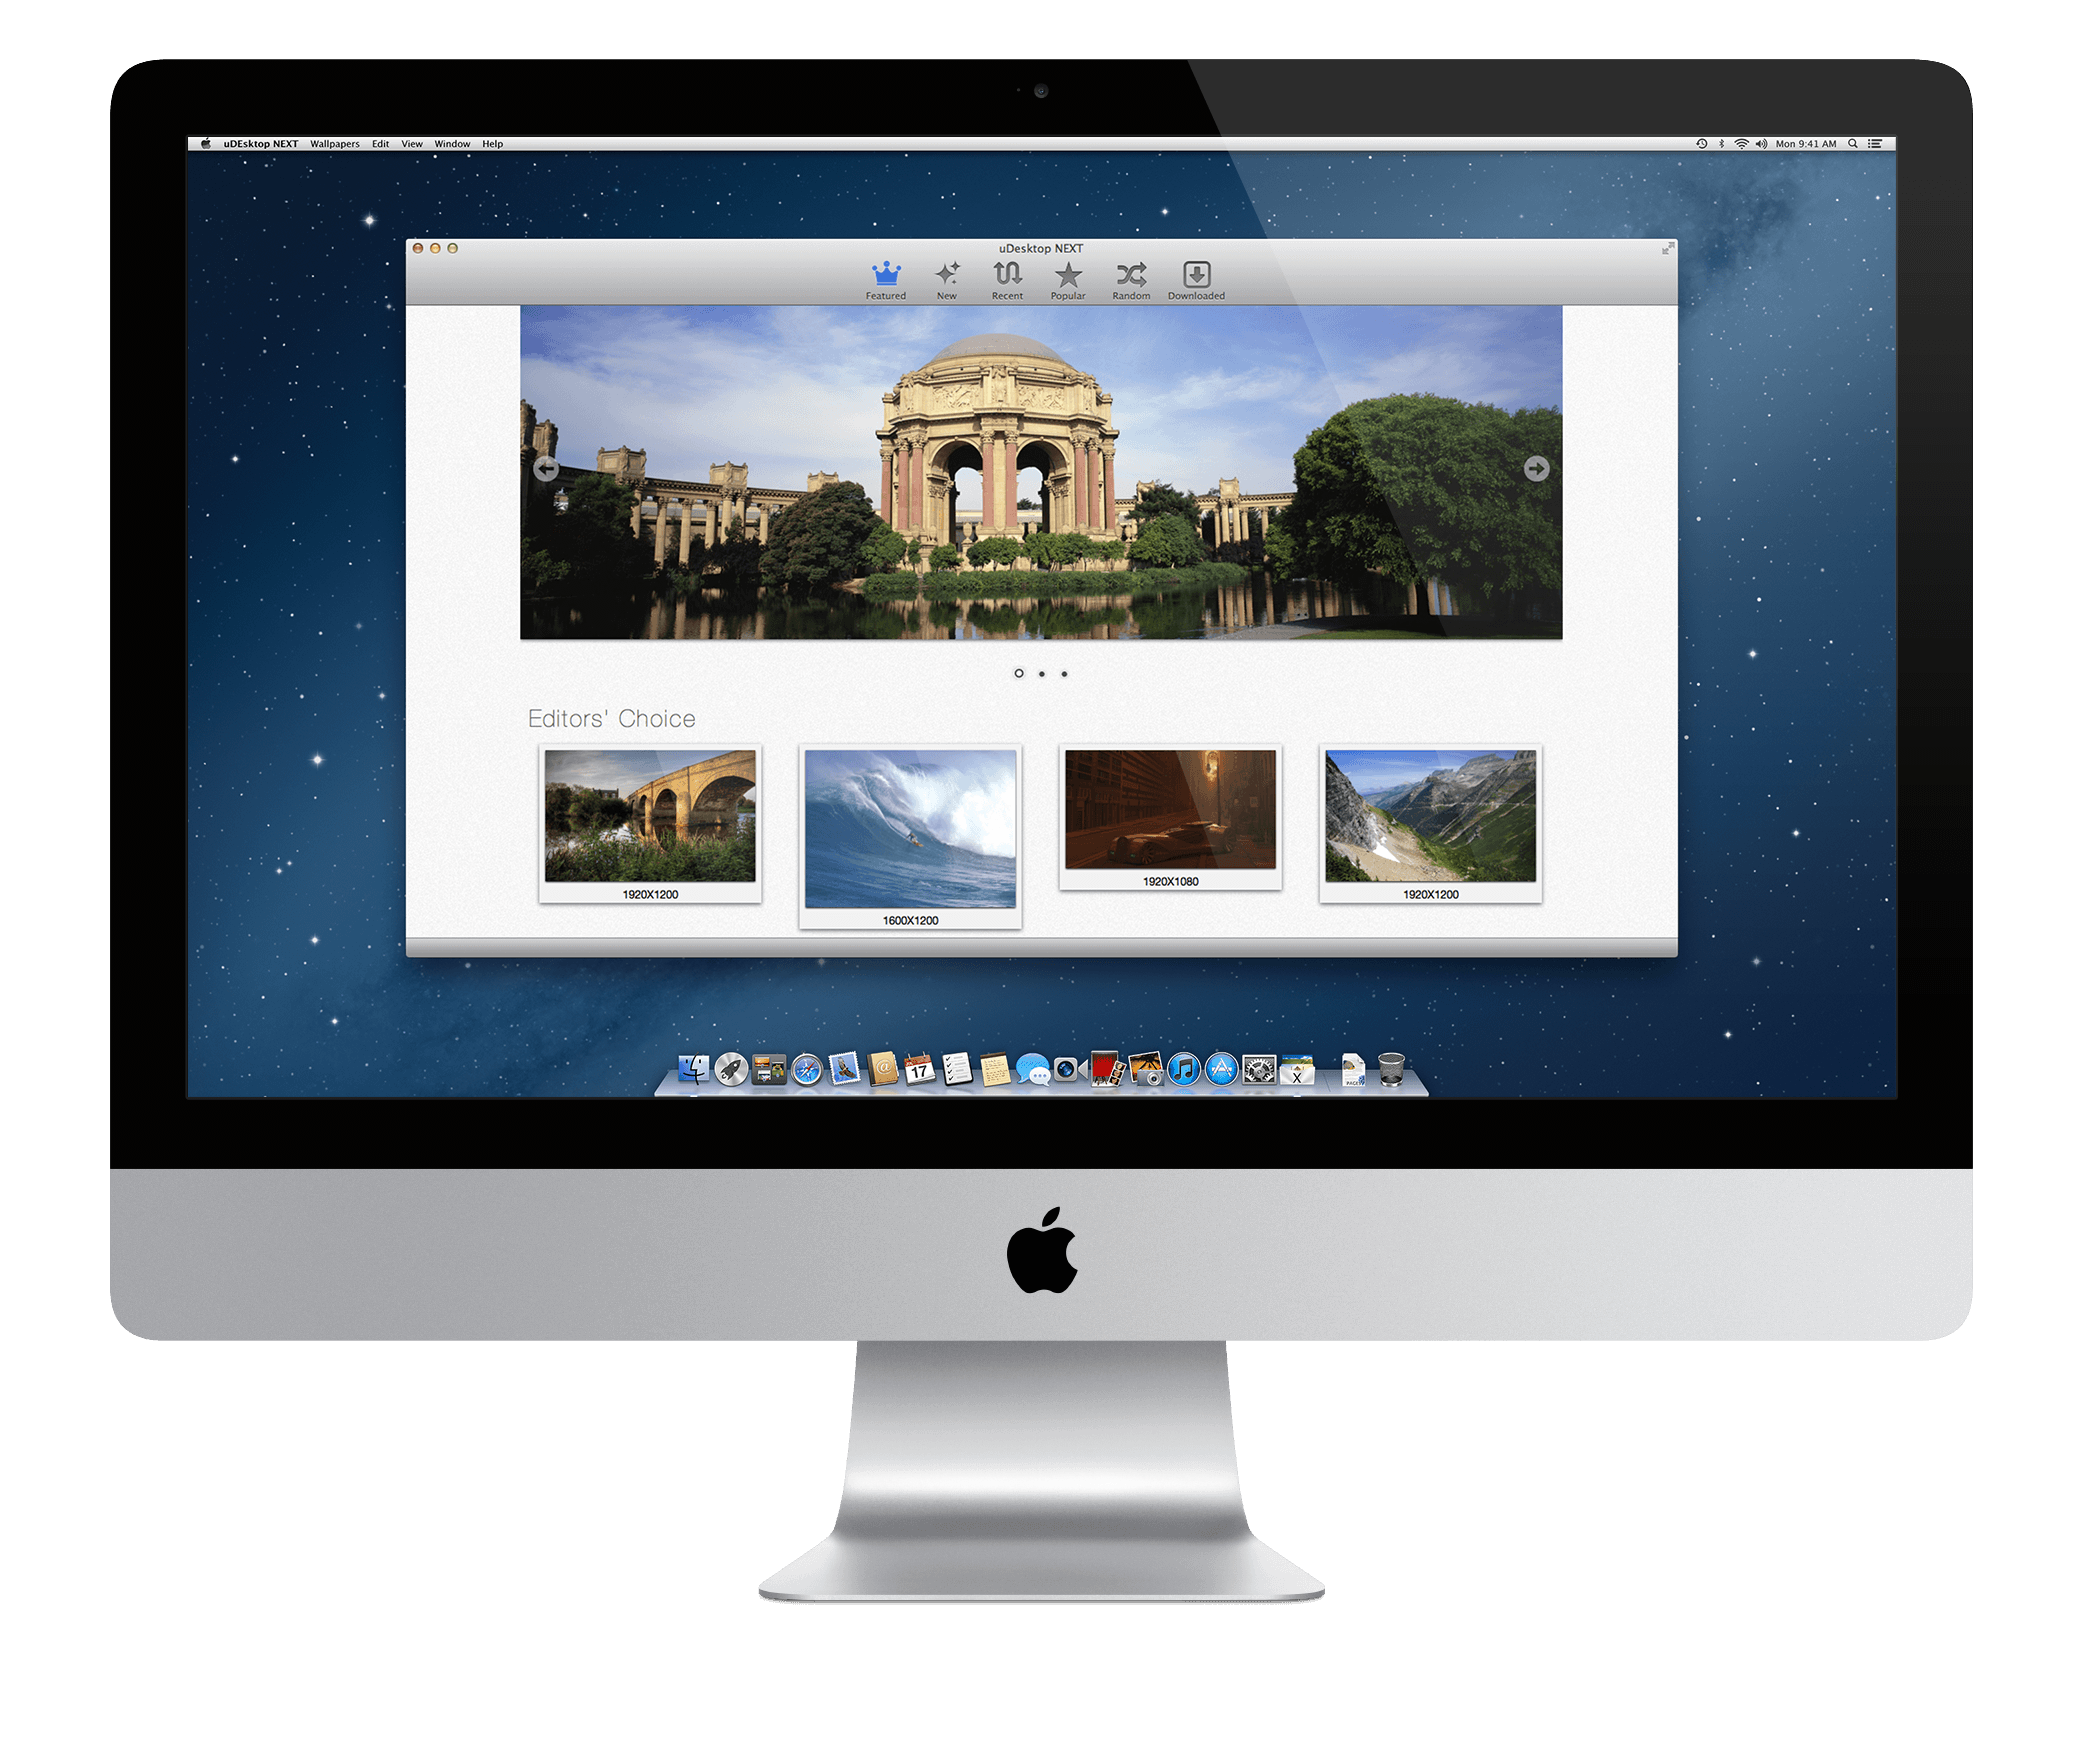 uDEsktop NEXT Wallpapers Edit View Window Help
Mon 9:41 AM
uDesktop NEXT
Featured New Recent Popular Random Downloaded
Editors' Choice
1920X1200
1600X1200
1920X1080
1920X1200
17
X
PAGES